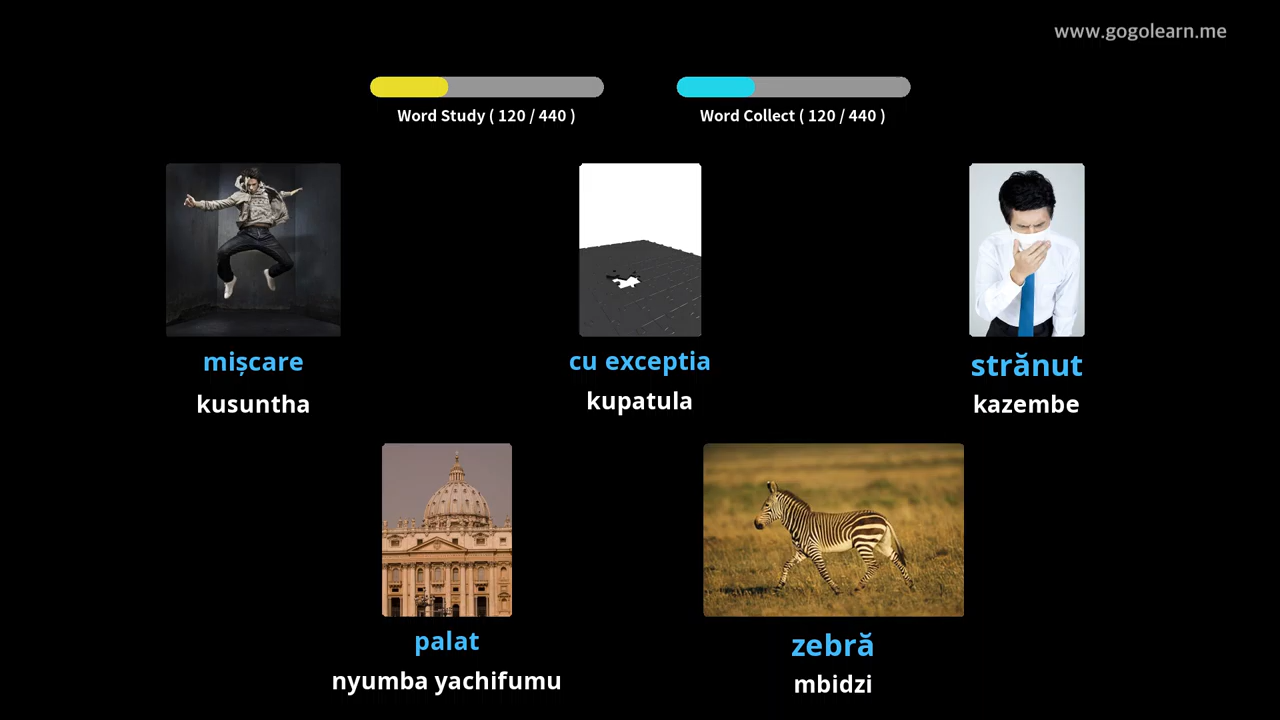 www.gogolearn.me
Word Study ( 120 / 440 )
Word Collect ( 120 / 440 )
mișcare
kusuntha
cu exceptia
kupatula
strănut
kazembe
palat
nyumba yachifumu
zebră
mbidzi